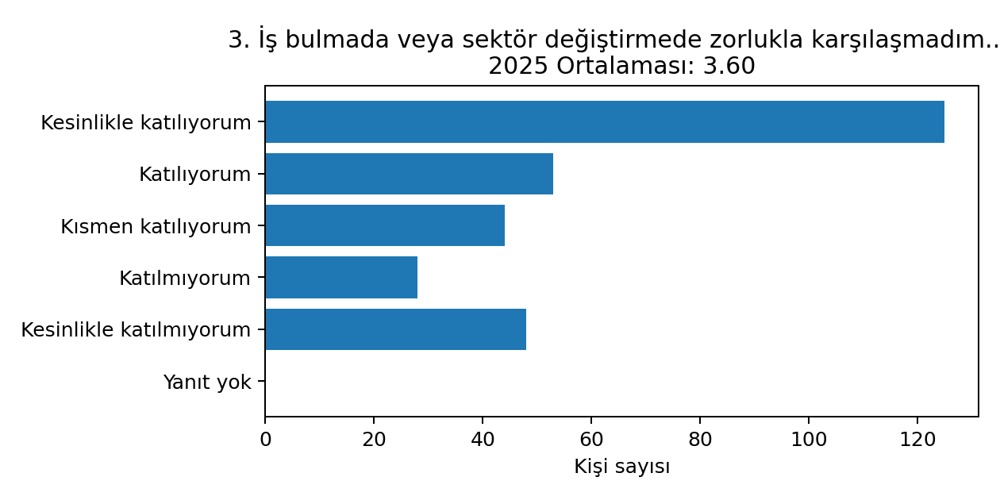 3. İş bulmada veya sektör değiştirmede zorlukla karşılaşmadım..
2025 Ortalaması: 3.60
Kesinlikle katılıyorum
Katılıyorum
Kısmen katılıyorum
Katılmıyorum
Kesinlikle katılmıyorum
Yanıt yok
0 20 40 60 80 100 120
Kişi sayısı